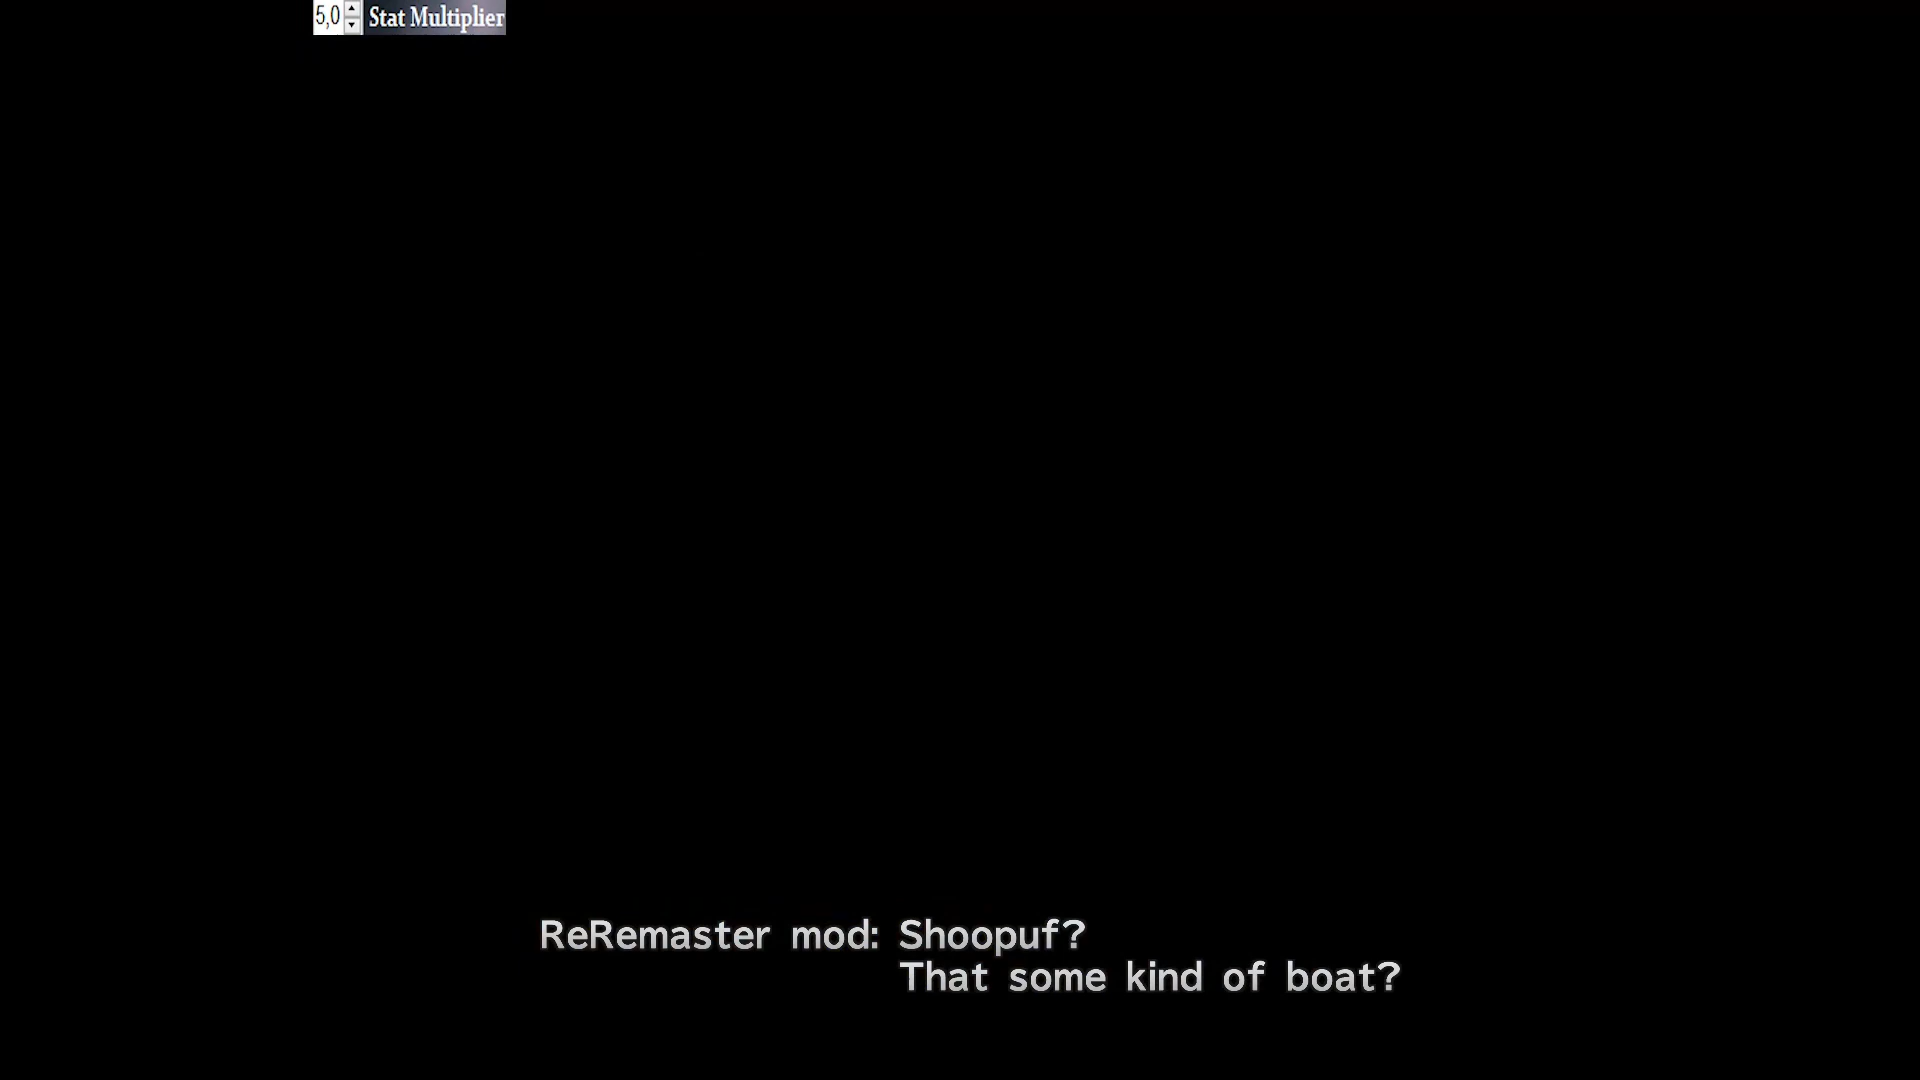 5,0 Stat Multiplier
ReRemaster mod: Shoopuf?
That some kind of boat?